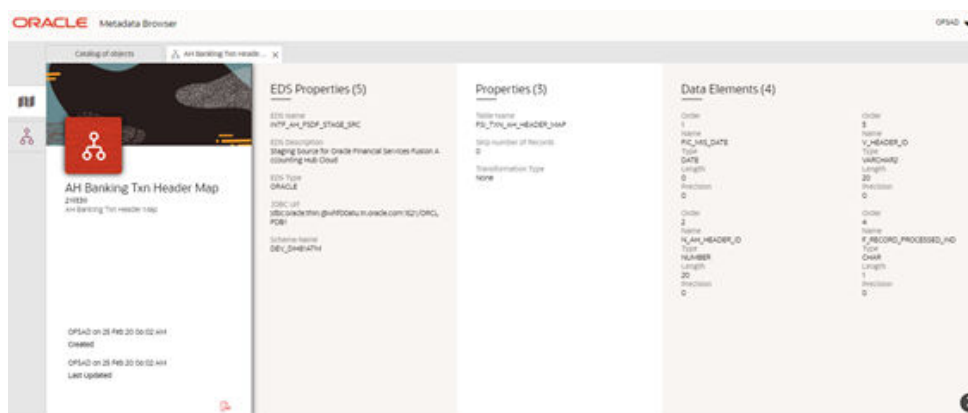 ORACLE Metadata Browser
OFSAD
Catalog of objects
AH Banking Txn Heade... X
AH Banking Txn Header Map
AH Banking Txn Header Map
OFSAD on 25 Feb 20 06:02 AM
Created
OFSAD on 25 Feb 20 06:02 AM
Last Updated
EDS Properties (5)
EDS Name
INTF_AH_FSDF_STAGE_SRC
EDS Description
Staging Source for Oracle Financial Services Fusion A
ccounting Hub Cloud
EDS Type
ORACLE
JDBC Url
PDB1
Schema Name
Properties (3)
Table Name
FSI_TXN_AH_HEADER_MAP
Skip number of Records
0
Transformation Type
None
Data Elements (4)
Order
1
Name
FIC_MIS_DATE
Type
DATE
Length
0
Precision
0
Order
2
Name
N_AH_HEADER_ID
Type
NUMBER
Length
20
Precision
0
Order
3
Name
V_HEADER_ID
Type
VARCHAR2
Length
20
Precision
0
Order
4
Name
F_RECORD_PROCESSED_IND
Type
CHAR
Length
1
Precision
0